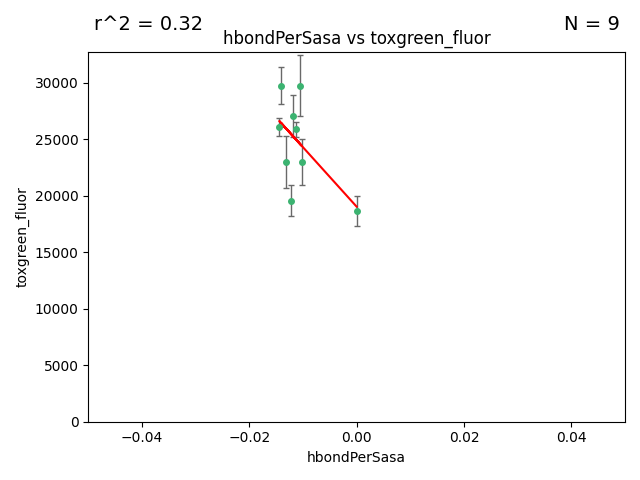 r^2 = 0.32
N = 9
hbondPerSasa vs toxgreen_fluor
30000
25000
20000
15000
10000
5000
0
toxgreen_fluor
−0.04
−0.02
0.00
0.02
0.04
hbondPerSasa